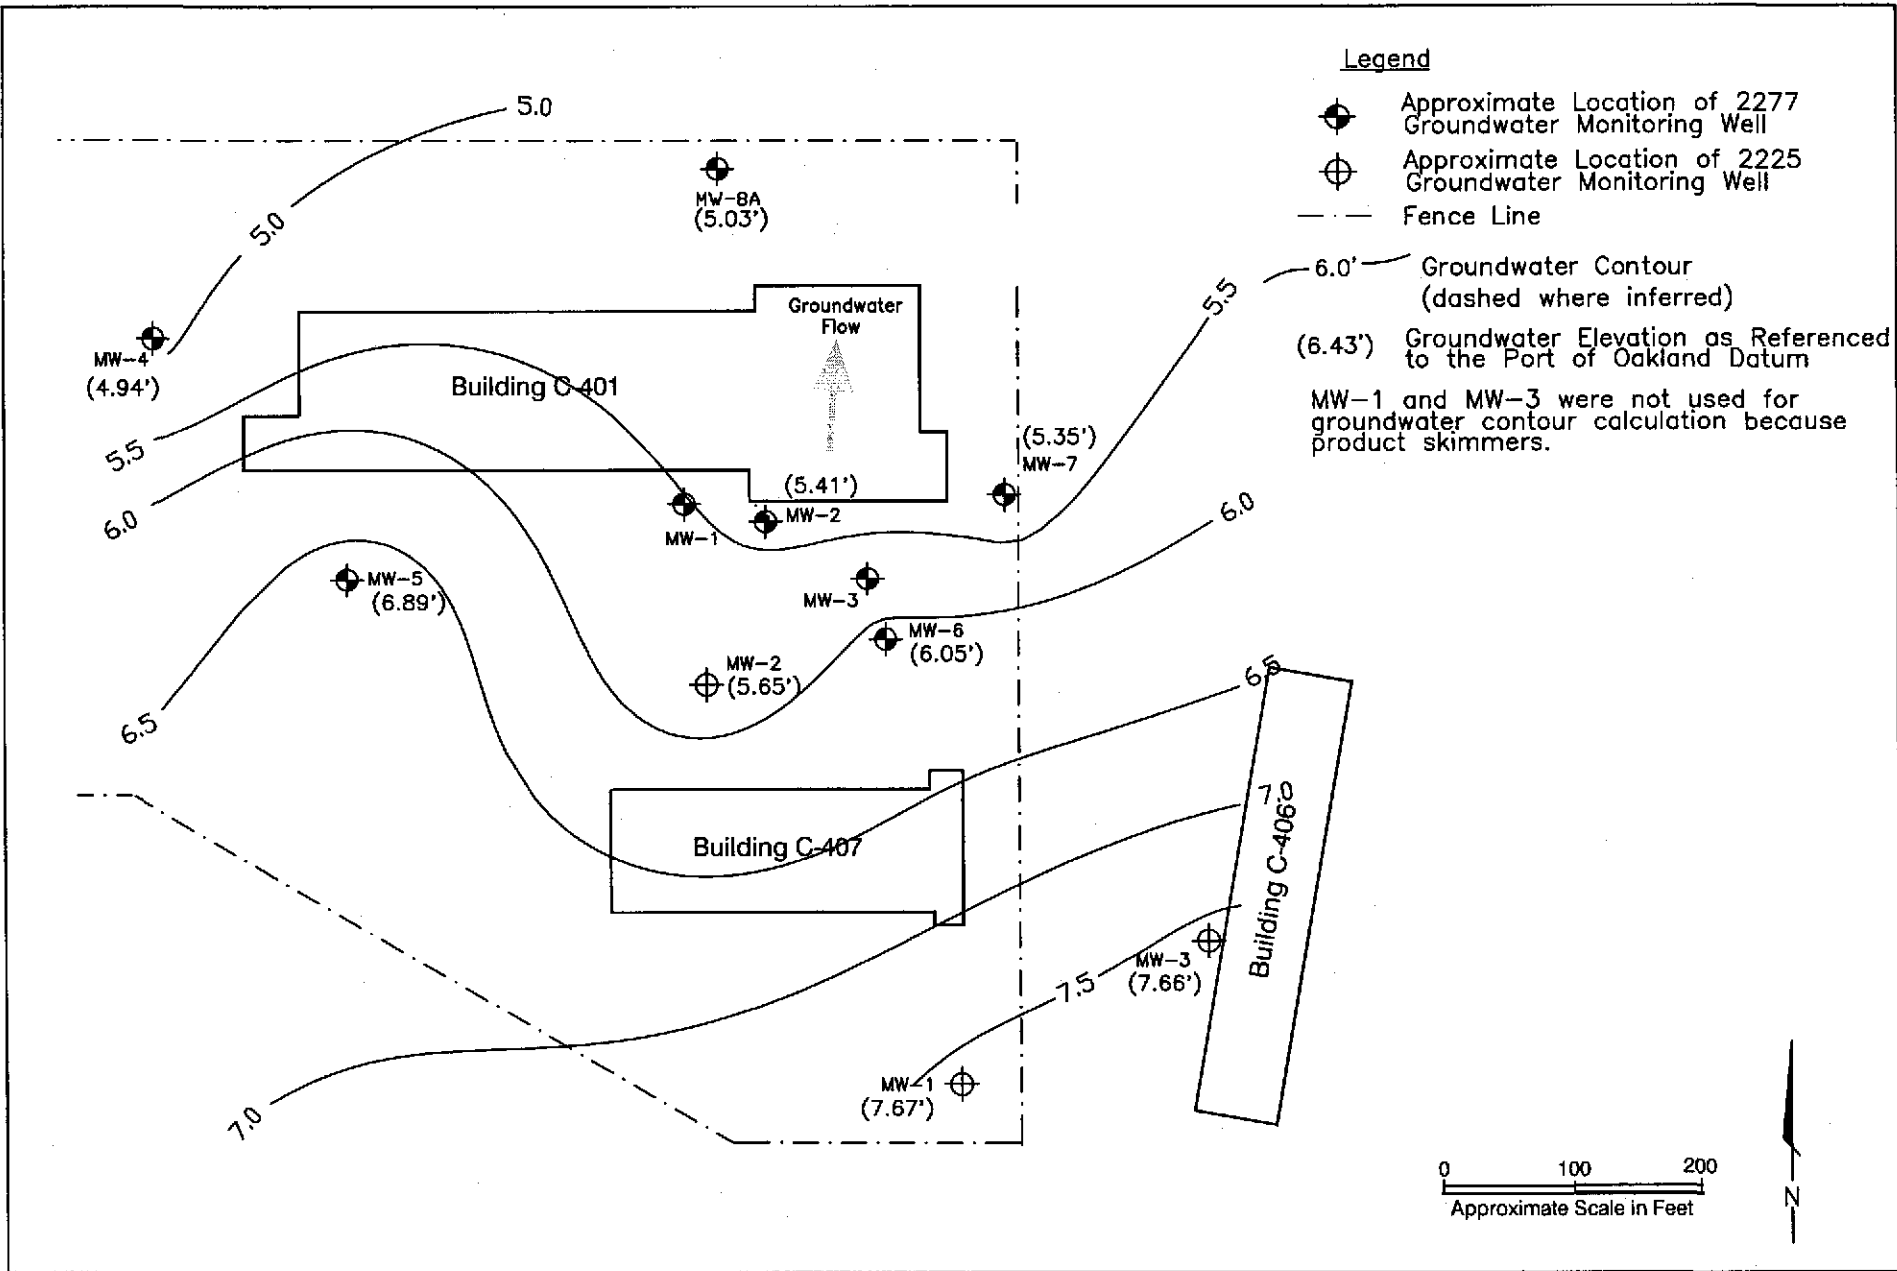 Legend
Approximate Location of 2277
Groundwater Monitoring Well
Approximate Location of 2225
Groundwater Monitoring Well
Fence Line
6.0' Groundwater Contour
(dashed where inferred)
(6.43') Groundwater Elevation as Referenced
to the Port of Oakland Datum
MW-1 and MW-3 were not used for
groundwater contour calculation because
product skimmers.
5.0
MW-8A
(5.03')
5.0
Groundwater
Flow
5.5
MW-4
(4.94')
Building C-401
5.5
(5.35')
MW-7
(5.41')
MW-2
MW-1
6.0
6.0
MW-5
(6.89')
MW-3
MW-6
(6.05')
MW-2
(5.65')
6.5
6.5
7.0
Building C-407
Building C-406
MW-3
(7.66')
7.5
MW-1
(7.67')
7.0
0 100 200
Approximate Scale in Feet
N